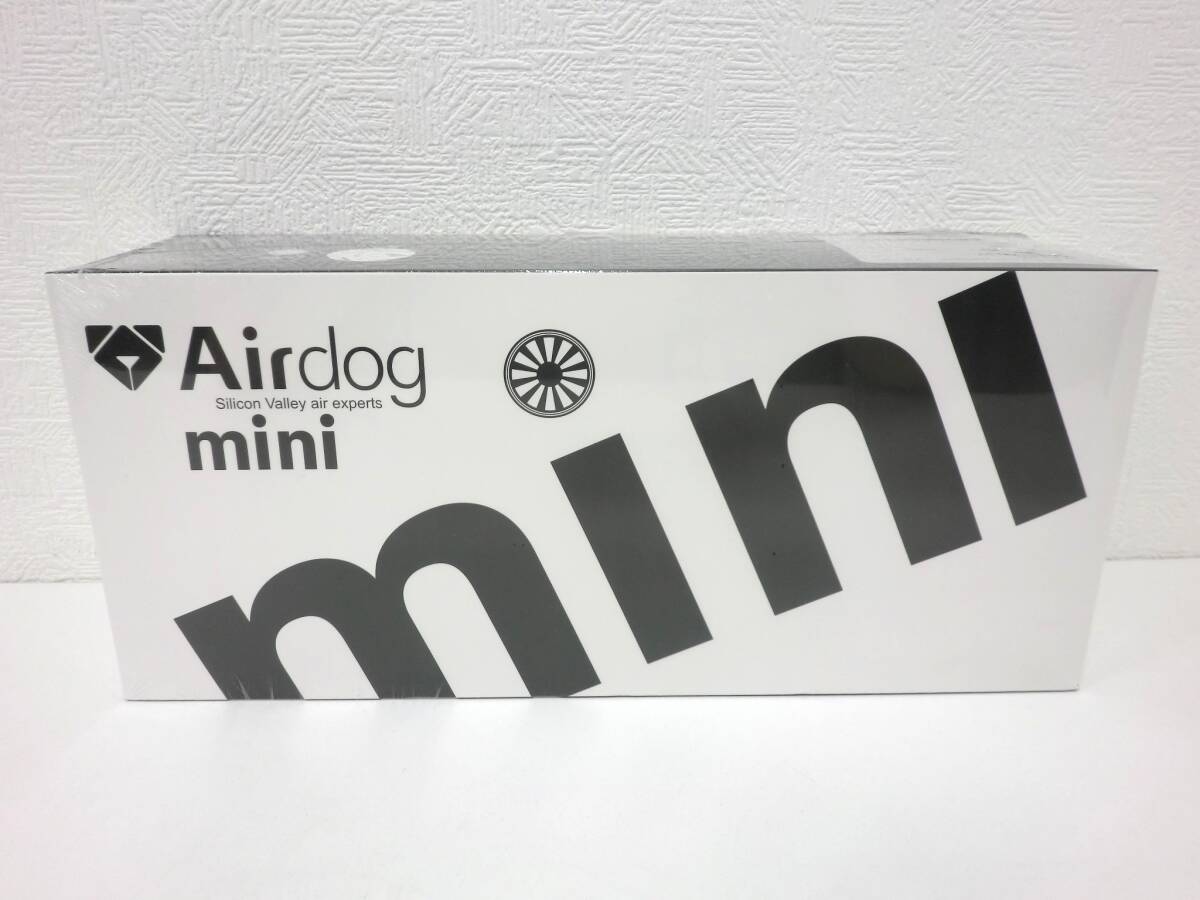 Airdog
Silicon Valley air experts
mini
mini